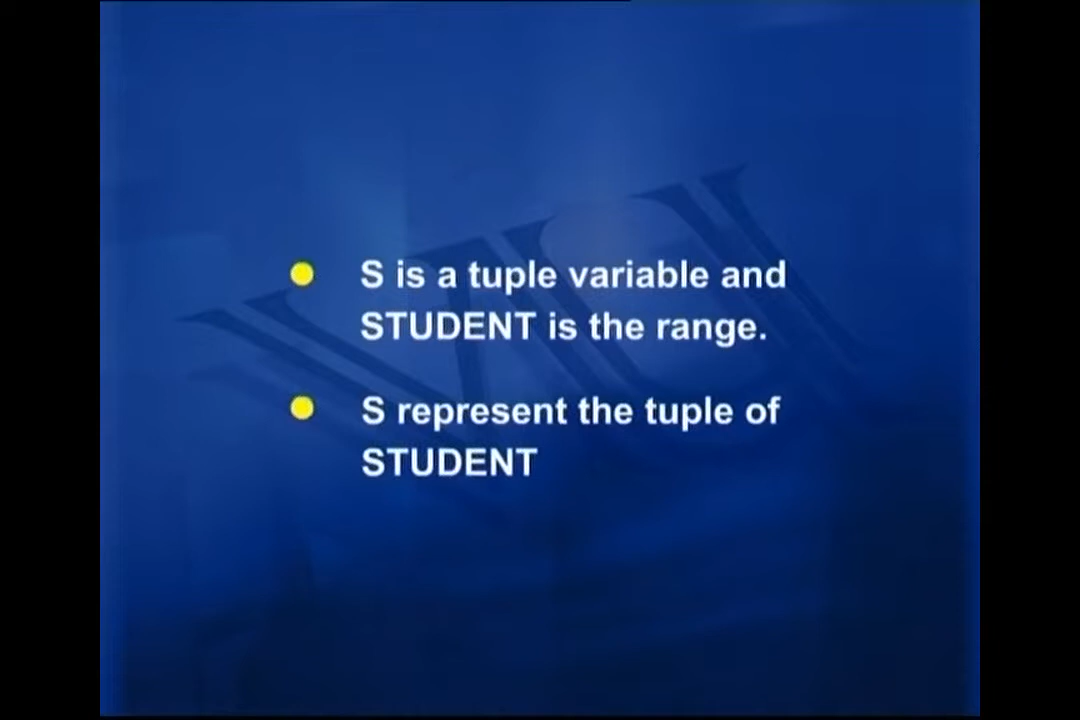 S is a tuple variable and
STUDENT is the range.
S represent the tuple of
STUDENT